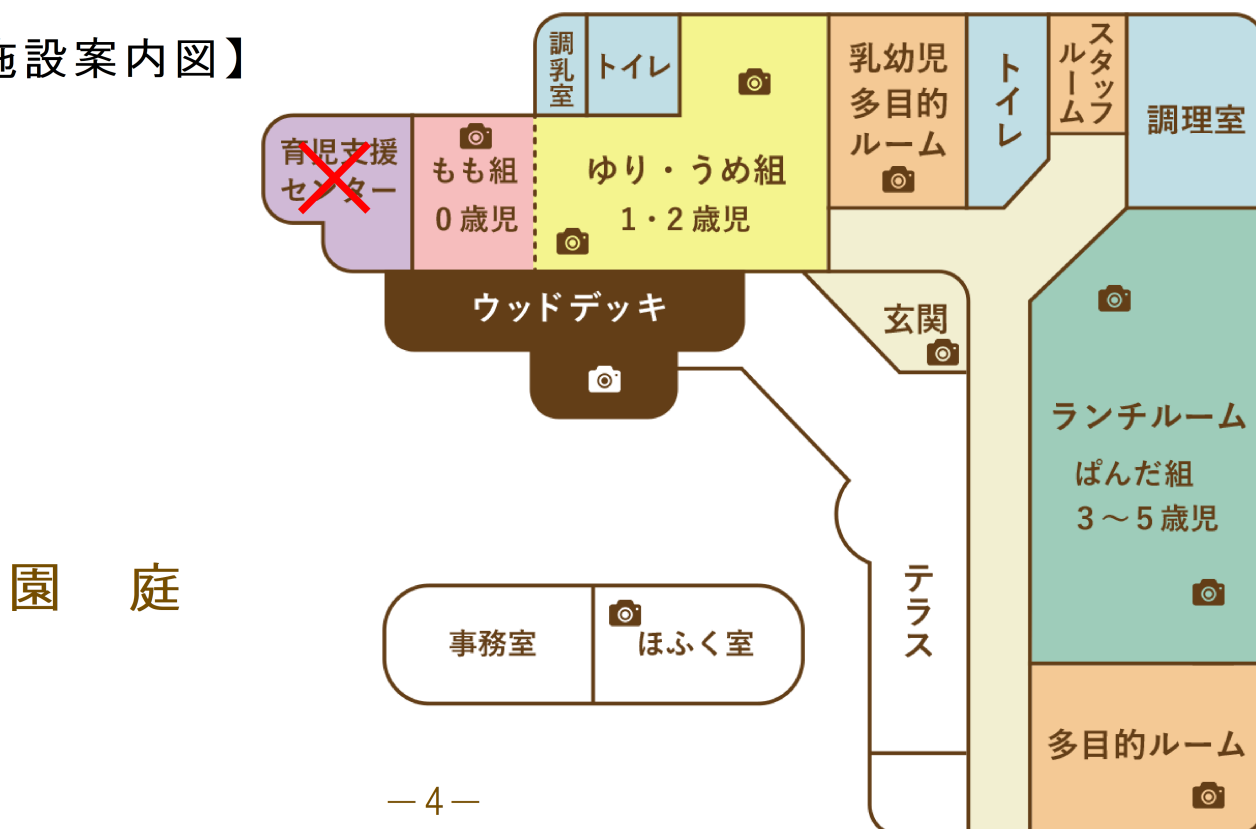 施設案内図】
調乳室
トイレ
乳幼児
多目的
ルーム
トイレ
スタッフ
ルーム
調理室
育児支援
センター
もも組
0歳児
ゆり・うめ組
1・2歳児
ウッドデッキ
玄関
ランチルーム
ぱんだ組
3～5歳児
園　庭
テラス
事務室
ほふく室
多目的ルーム
－4－